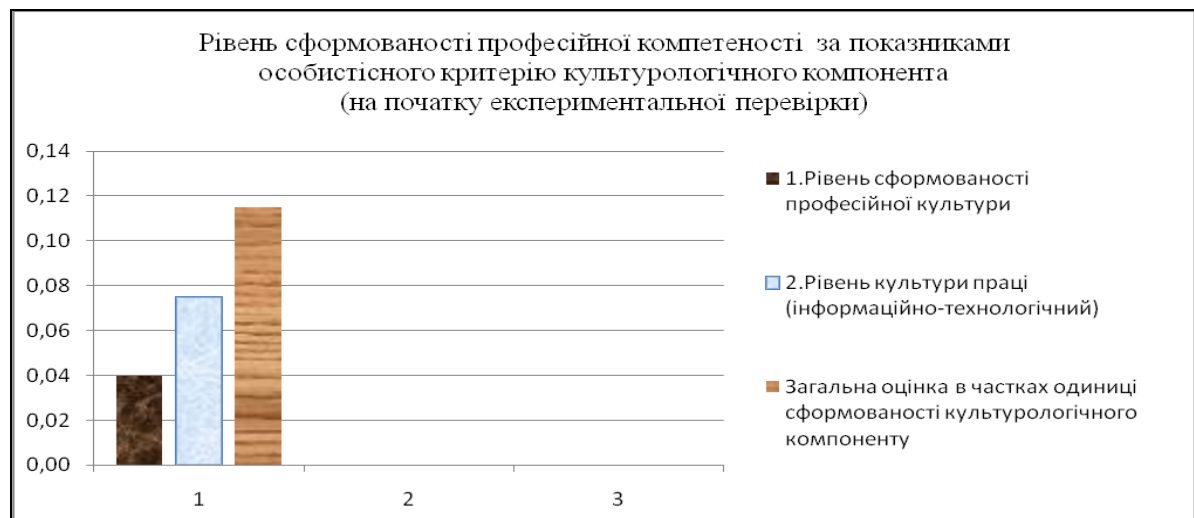 Рівень сформованості професійної компетеності за показниками
особистісного критерію культурологічного компонента
(на початку експериментальної перевірки)
0,14
0,12
0,10
0,08
0,06
0,04
0,02
0,00
1
2
3
1.Рівень сформованості
професійної культури
2.Рівень культури праці
(інформаційно-технологічний)
Загальна оцінка в частках одиниці
сформованості культурологічного
компоненту